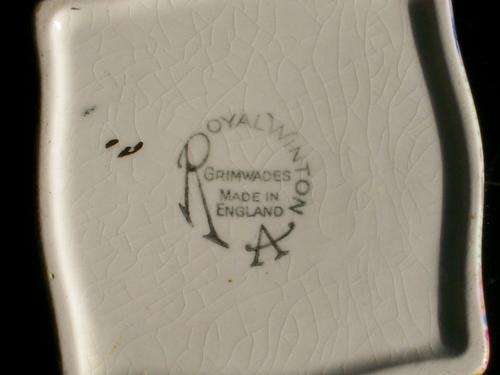 ROYAL WINTON
GRIMWADES
MADE IN
ENGLAND
A